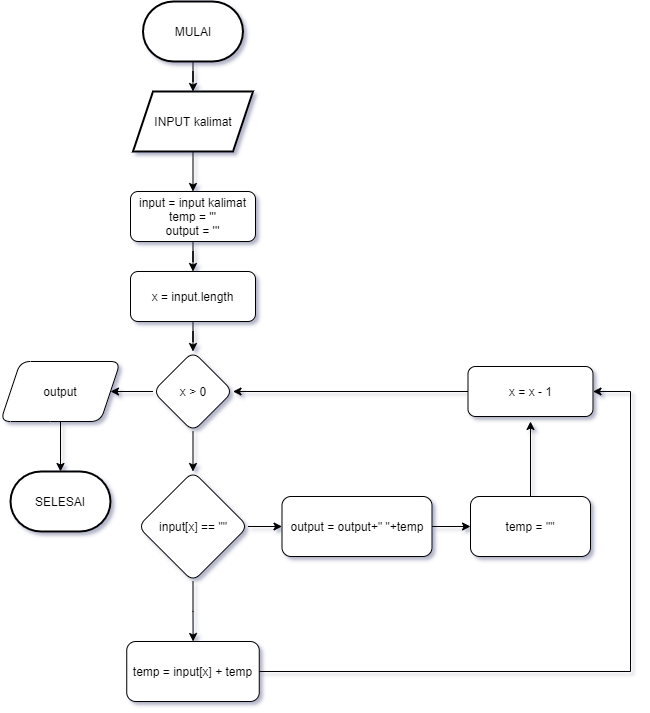 MULAI
INPUT kalimat
input = input kalimat
temp = ""
output = ""
x = input.length
x > 0
output
x = x - 1
SELESAI
input[x] == ""
output = output+" "+temp
temp = ""
temp = input[x] + temp